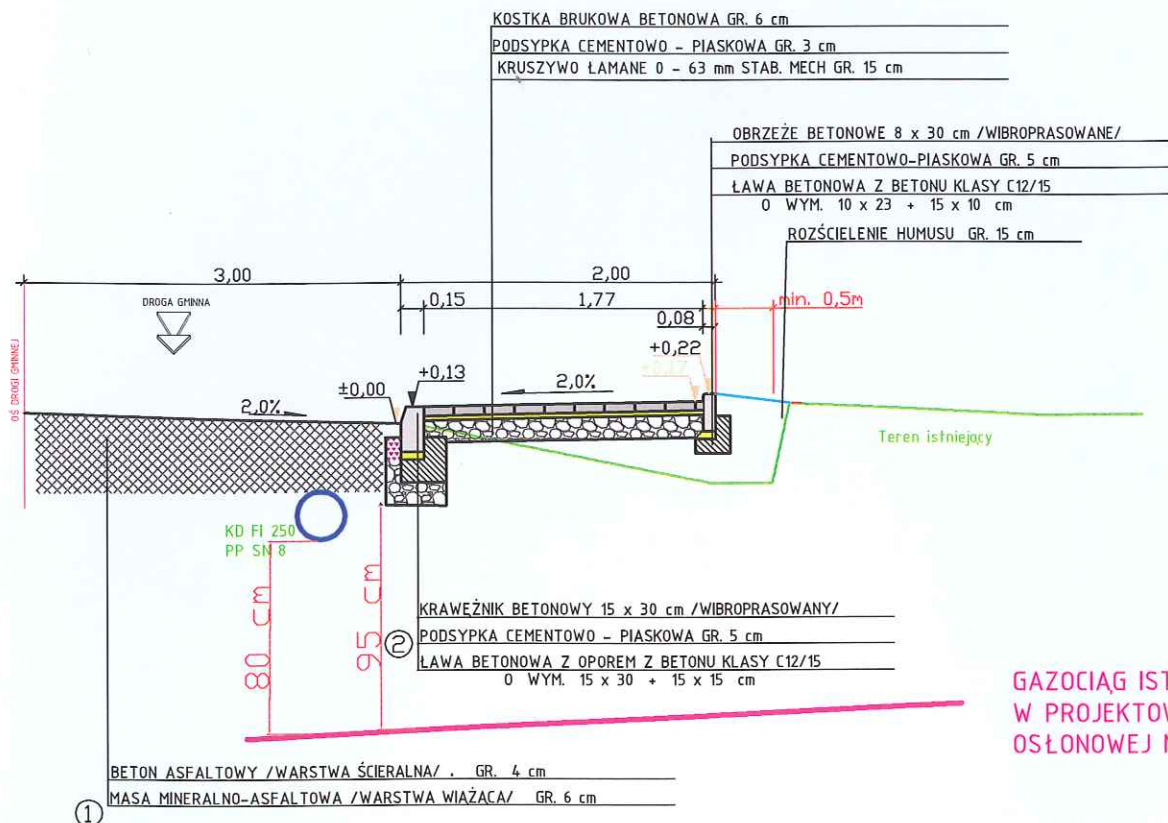 KOSTKA BRUKOWA BETONOWA GR. 6 cm
PODSYPKA CEMENTOWO - PIASKOWA GR. 3 cm
KRUSZYWO ŁAMANE 0 - 63 mm STAB. MECH GR. 15 cm
OBRZEŻE BETONOWE 8 x 30 cm /WIBROPRASOWANE/
PODSYPKA CEMENTOWO-PIASKOWA GR. 5 cm
ŁAWA BETONOWA Z BETONU KLASY C12/15
O WYM. 10 x 23 + 15 x 10 cm
ROZŚCIELENIE HUMUSU GR. 15 cm
3,00
2,00
DROGA GMINNA
0,15
1,77
min. 0,5m
0,08
OŚ DROGI GMINNEJ
+0,22
+0,17
+0,13
±0,00
2,0%
2,0%
Teren istniejący
KD FI 250
PP SN 8
80 cm
95 cm
KRAWĘŻNIK BETONOWY 15 x 30 cm /WIBROPRASOWANY/
2
PODSYPKA CEMENTOWO - PIASKOWA GR. 5 cm
ŁAWA BETONOWA Z OPOREM Z BETONU KLASY C12/15
O WYM. 15 x 30 + 15 x 15 cm
GAZOCIĄG IST
W PROJEKTOW
OSŁONOWEJ
BETON ASFALTOWY /WARSTWA ŚCIERALNA/ . GR. 4 cm
MASA MINERALNO-ASFALTOWA /WARSTWA WIĄŻĄCA/ GR. 6 cm
1